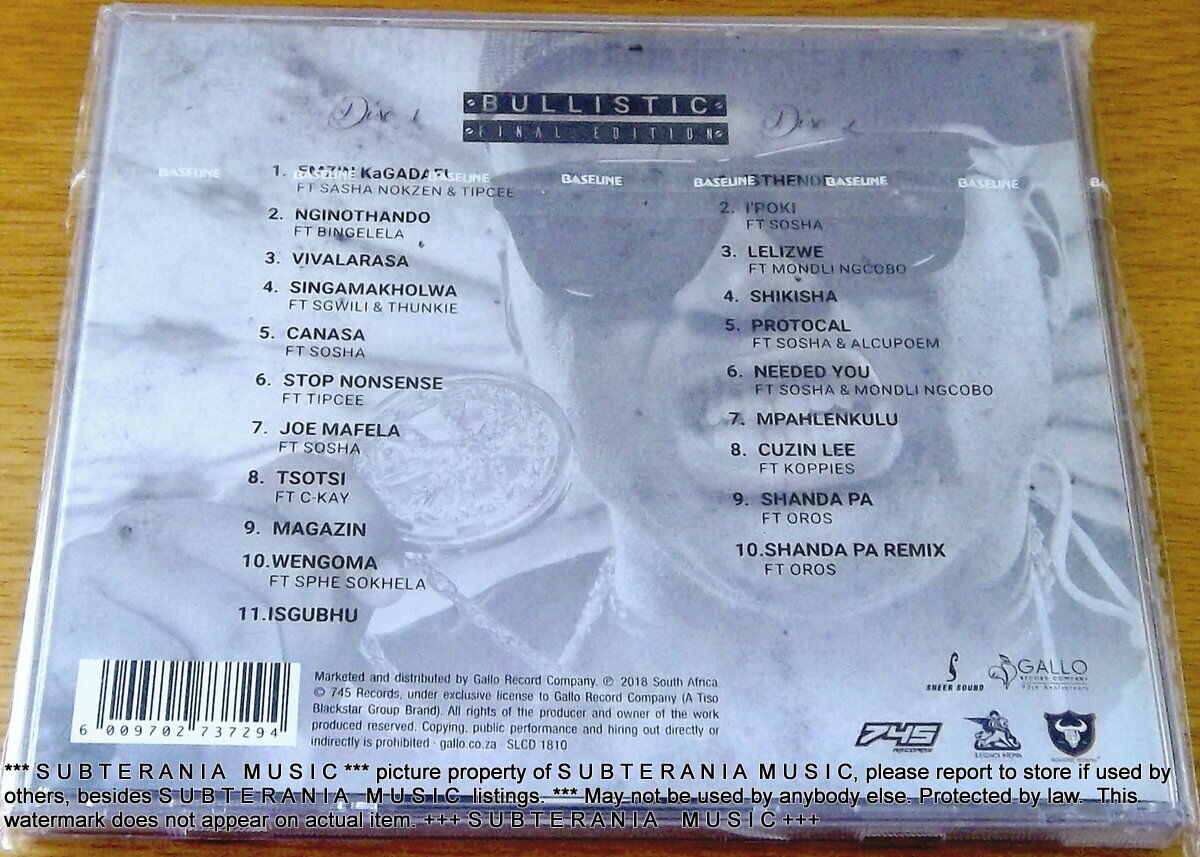 Disc 1
BULLISTIC
FINAL EDITION
Disc
BASELINE BASELINE BASELINE BASELINE BASELINE BASELINE BASELINE
1. EMZIN KaGADAFI
FT SASHA NOKZEN & TIPCEE
2. NGINOTHANDO
FT BINGELELA
3. VIVALARASA
4. SINGAMAKHOLWA
FT SGWILI & THUNKIE
5. CANASA
FT SOSHA
6. STOP NONSENSE
FT TIPCEE
7. JOE MAFELA
FT SOSHA
8. TSOTSI
FT C-KAY
9. MAGAZIN
10.WENGOMA
FT SPHE SOKHELA
11.ISGUBHU
2. I'POKI
FT SOSHA
3. LELIZWE
FT MONDLI NGCOBO
4. SHIKISHA
5. PROTOCAL
FT SOSHA & ALCUPOEM
6. NEEDED YOU
FT SOSHA & MONDLI NGCOBO
7. MPAHLENKULU
8. CUZIN LEE
FT KOPPIES
9. SHANDA PA
FT OROS
10.SHANDA PA REMIX
FT OROS
6 009702 737294
Marketed and distributed by Gallo Record Company. ℗ 2018 South Africa
© 745 Records, under exclusive license to Gallo Record Company (A Tiso
Blackstar Group Brand). All rights of the producer and owner of the work
produced reserved. Copying, public performance and hiring out directly or
indirectly is prohibited · gallo.co.za · SLCD 1810
SHEER SOUND
GALLO
RECORD COMPANY
90th Anniversary
745
RECORDS
*** S U B T E R A N I A M U S I C *** picture property of S U B T E R A N I A M U S I C, please report to store if used by
others, besides S U B T E R A N I A M U S I C listings. *** May not be used by anybody else. Protected by law. This
watermark does not appear on actual item. +++ S U B T E R A N I A M U S I C +++